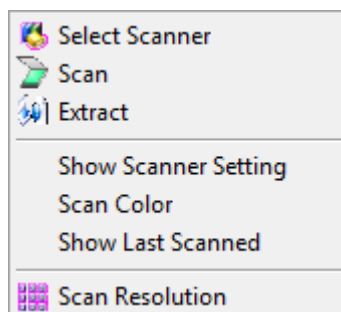 Select Scanner
Scan
Extract
Show Scanner Setting
Scan Color
Show Last Scanned
Scan Resolution